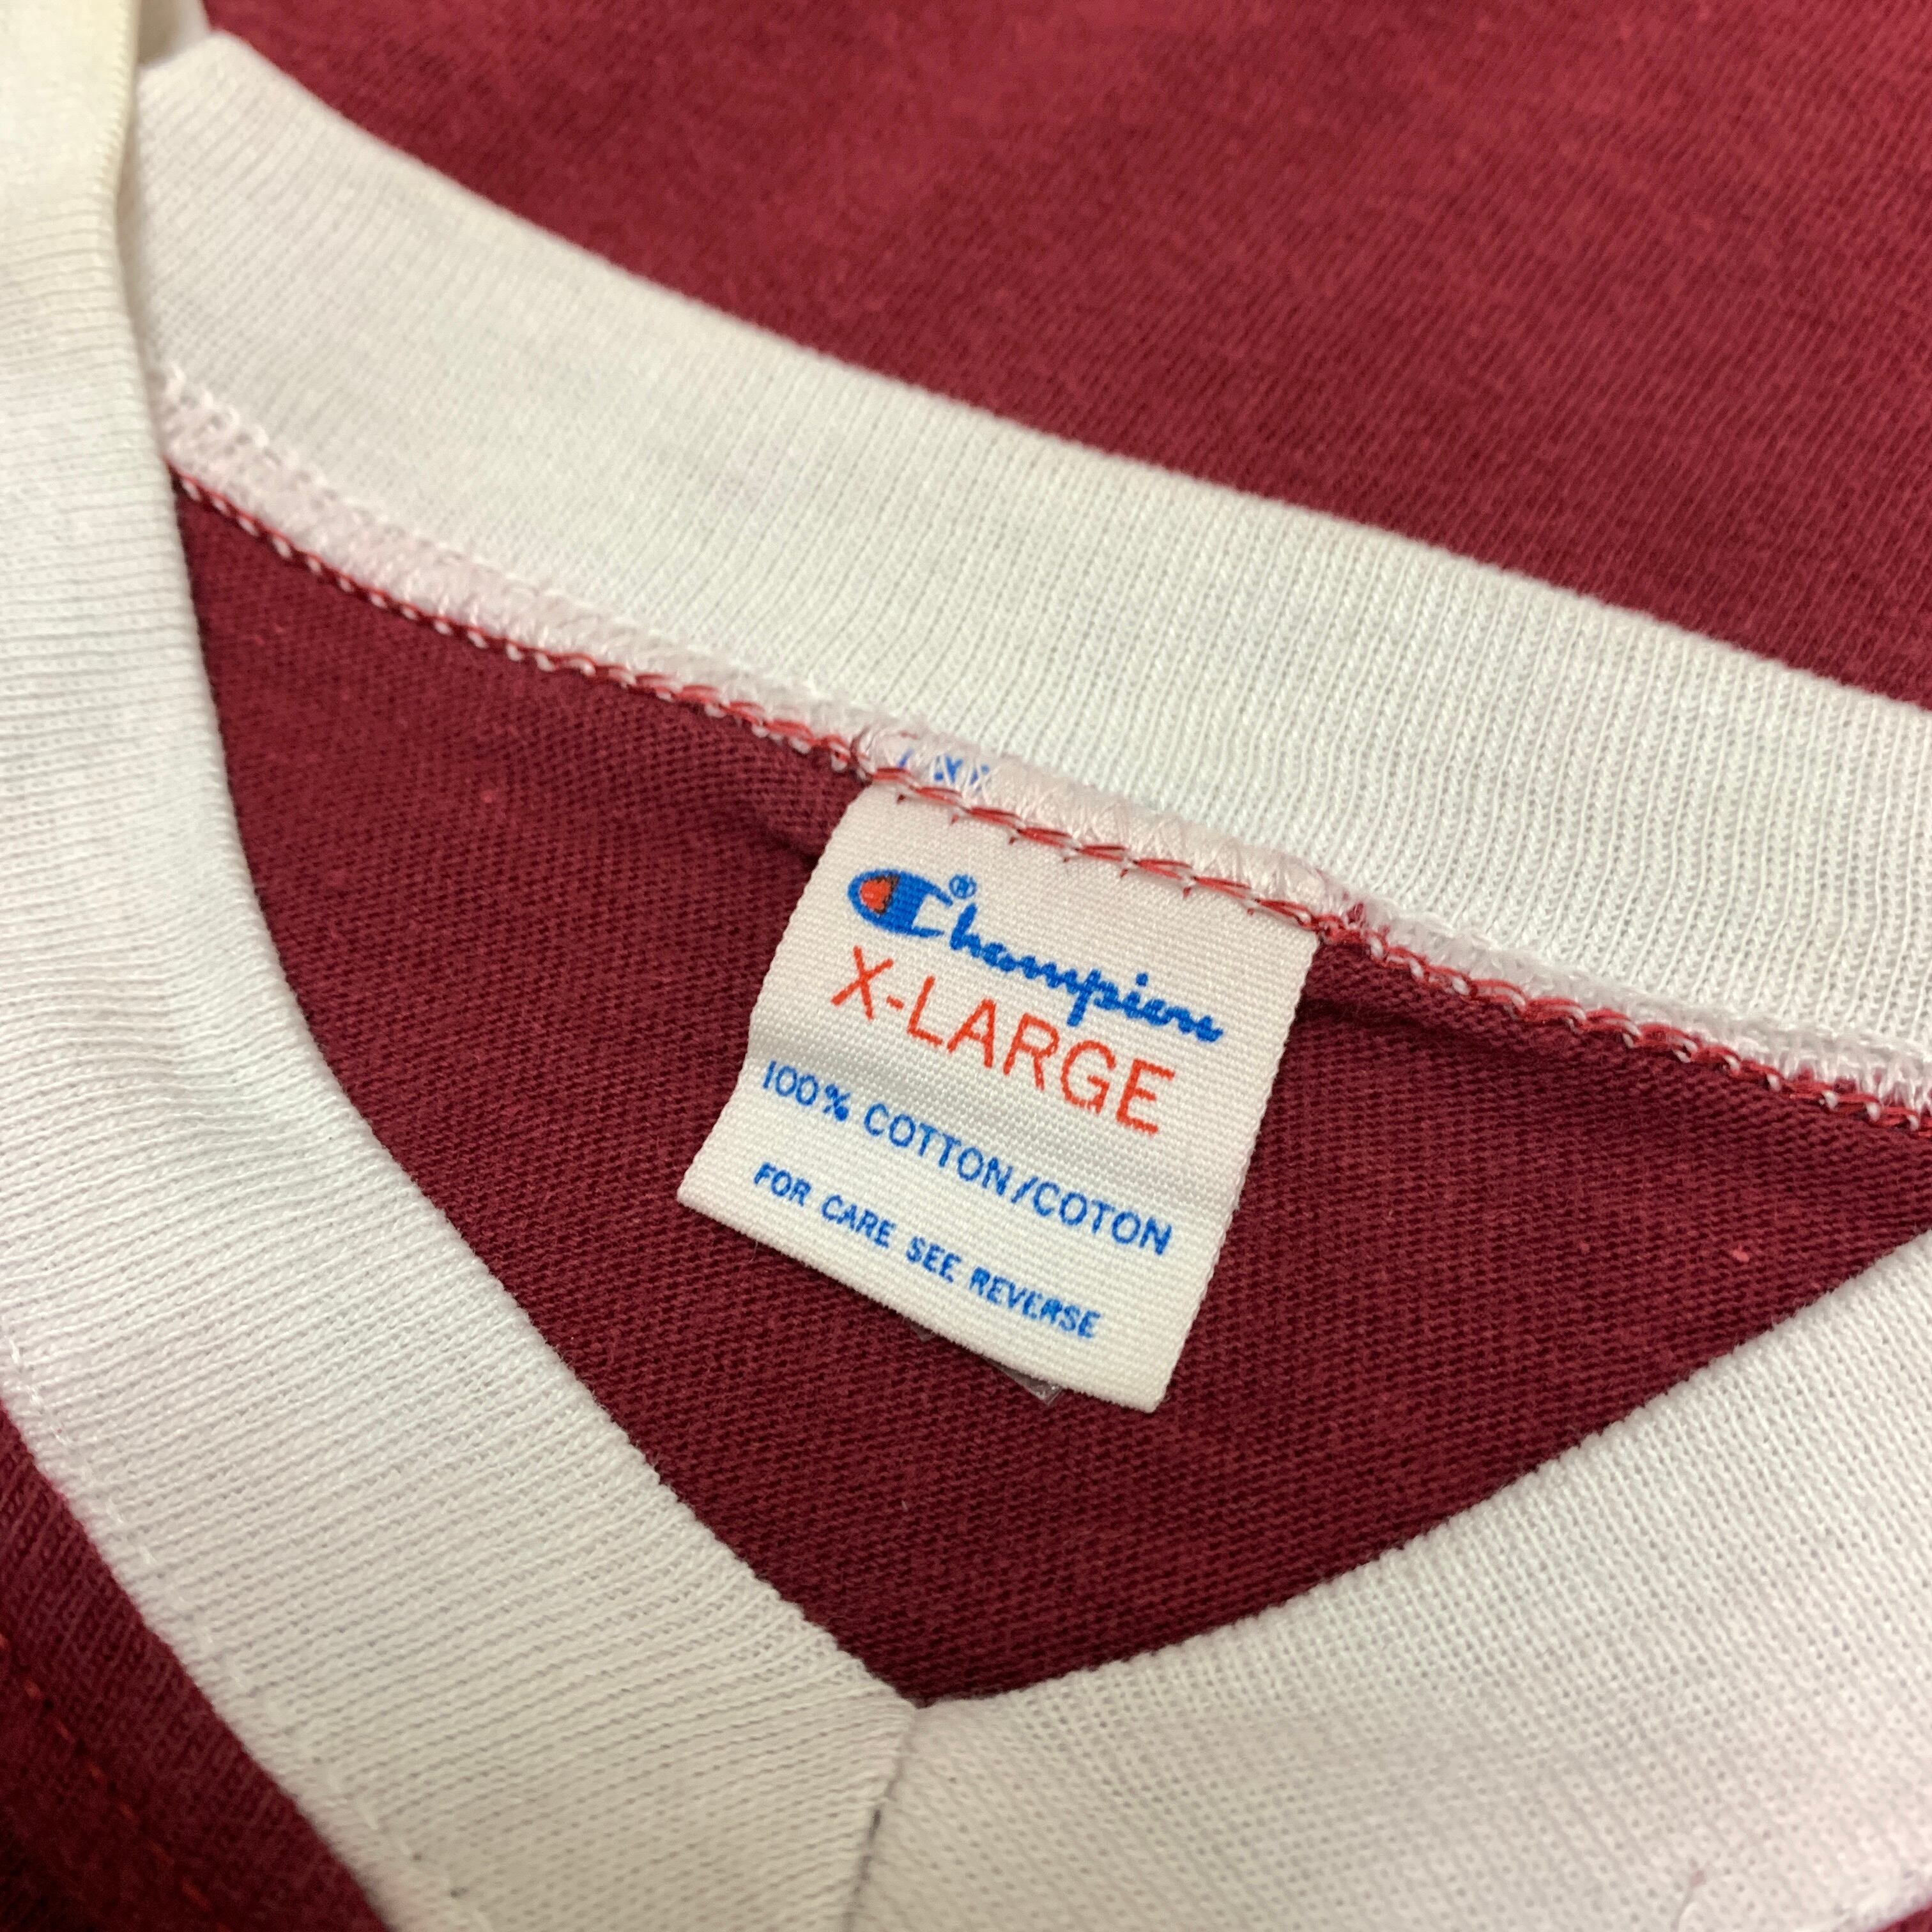 Champion®
X-LARGE
100% COTTON/COTON
FOR CARE SEE REVERSE